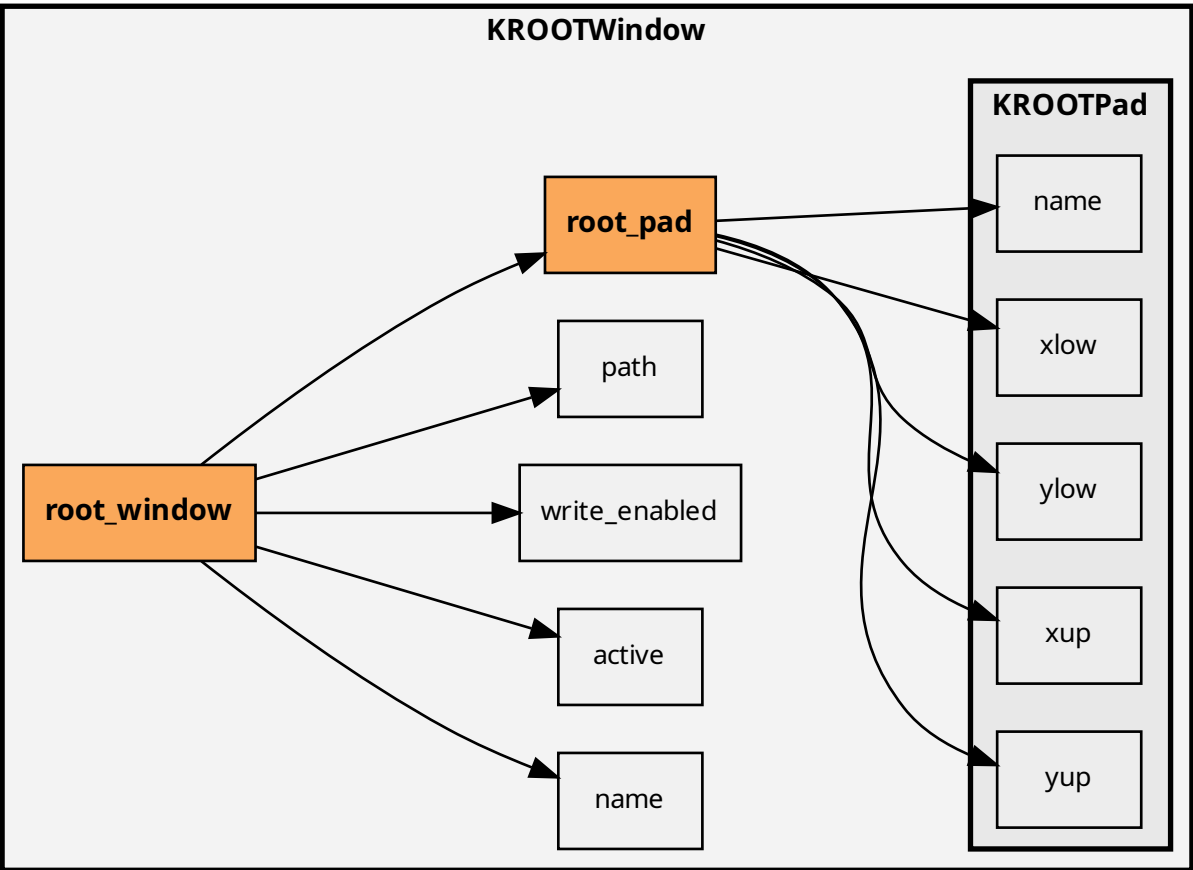 KROOTWindow
root_window
root_pad
path
write_enabled
active
name
KROOTPad
name
xlow
ylow
xup
yup